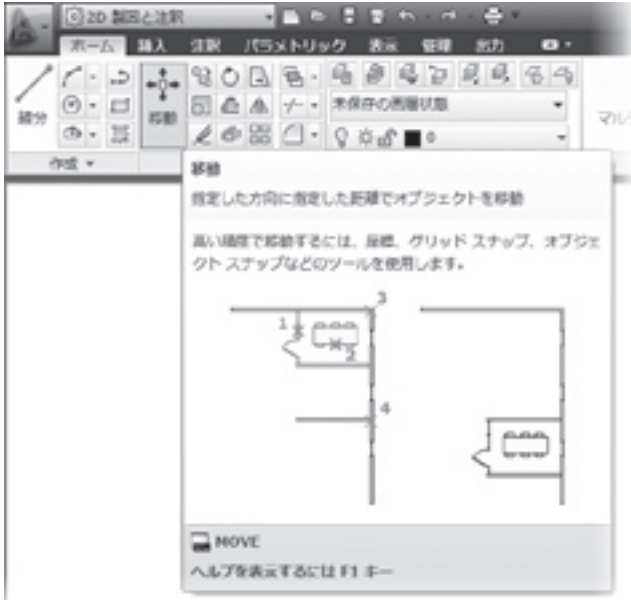 2D 製図と注釈
ホーム 挿入 注釈 パラメトリック 表示 管理 出力
線分
移動
未保存の画層状態
0
マル
作成
移動
指定した方向に指定した距離でオブジェクトを移動
高い精度で移動するには、座標、グリッド スナップ、オブジェ
クト スナップなどのツールを使用します。
3
1
2
4
MOVE
ヘルプを表示するには F1 キー